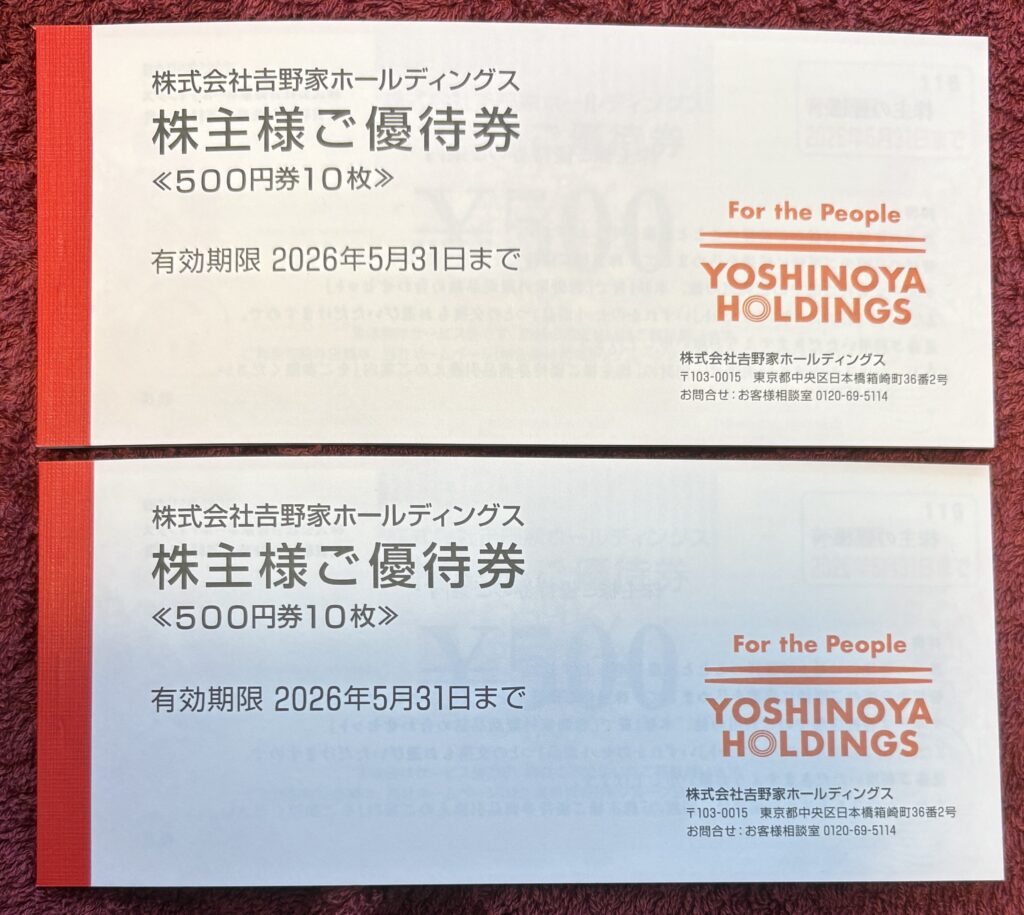 株式会社𠮷野家ホールディングス
株主様ご優待券
≪500円券10枚≫
有効期限 2026年5月31日まで
For the People
YOSHINOYA
HOLDINGS
株式会社𠮷野家ホールディングス
〒103-0015 東京都中央区日本橋箱崎町36番2号
お問合せ：お客様相談室 0120-69-5114
株式会社𠮷野家ホールディングス
株主様ご優待券
≪500円券10枚≫
有効期限 2026年5月31日まで
For the People
YOSHINOYA
HOLDINGS
株式会社𠮷野家ホールディングス
〒103-0015 東京都中央区日本橋箱崎町36番2号
お問合せ：お客様相談室 0120-69-5114